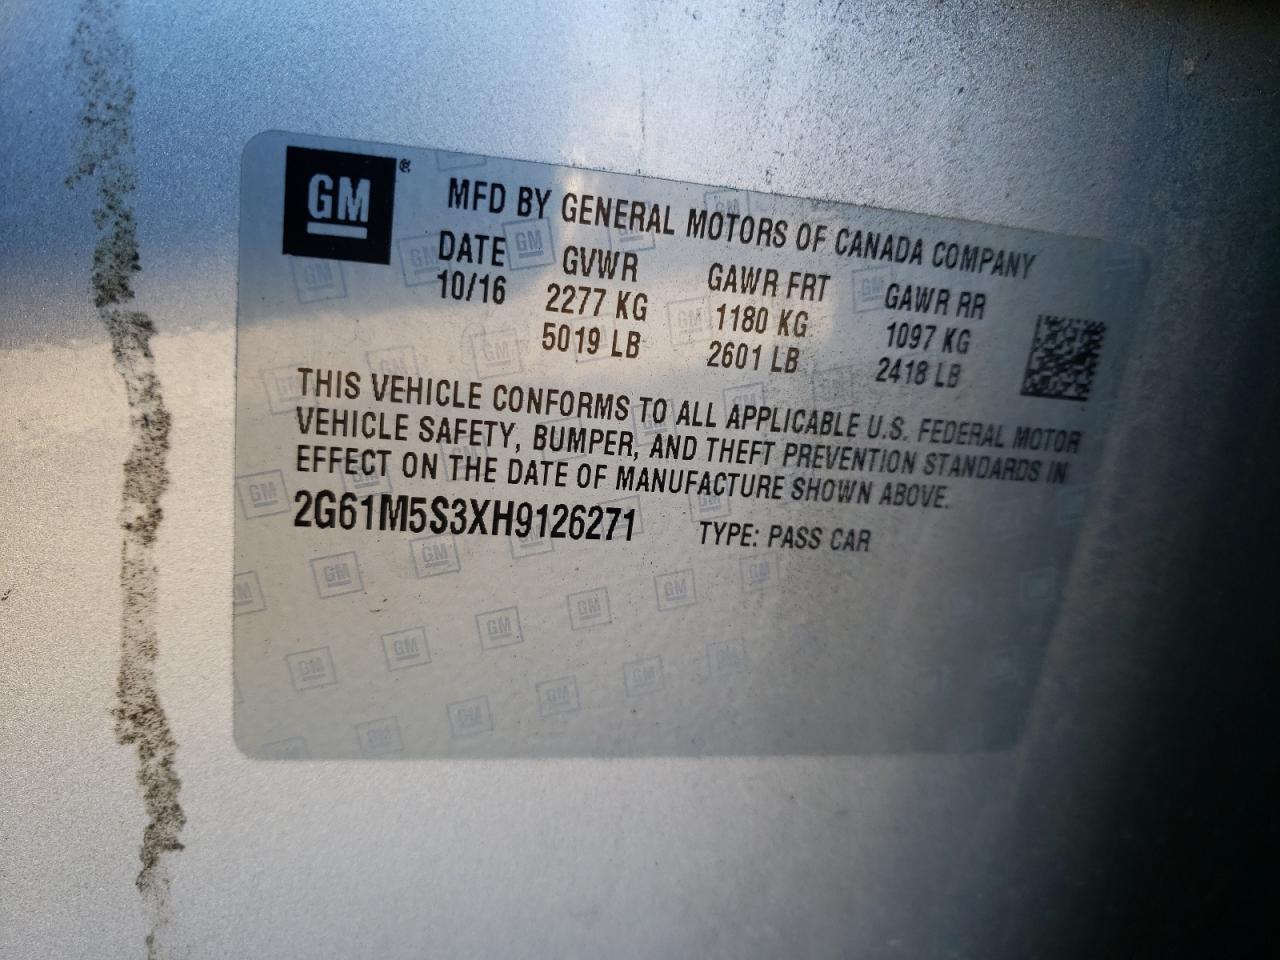 GM®
MFD BY GENERAL MOTORS OF CANADA COMPANY
DATE GVWR GAWR FRT GAWR RR
10/16 2277 KG 1180 KG 1097 KG
5019 LB 2601 LB 2418 LB
THIS VEHICLE CONFORMS TO ALL APPLICABLE U.S. FEDERAL MOTOR
VEHICLE SAFETY, BUMPER, AND THEFT PREVENTION STANDARDS IN
EFFECT ON THE DATE OF MANUFACTURE SHOWN ABOVE.
2G61M5S3XH9126271 TYPE: PASS CAR